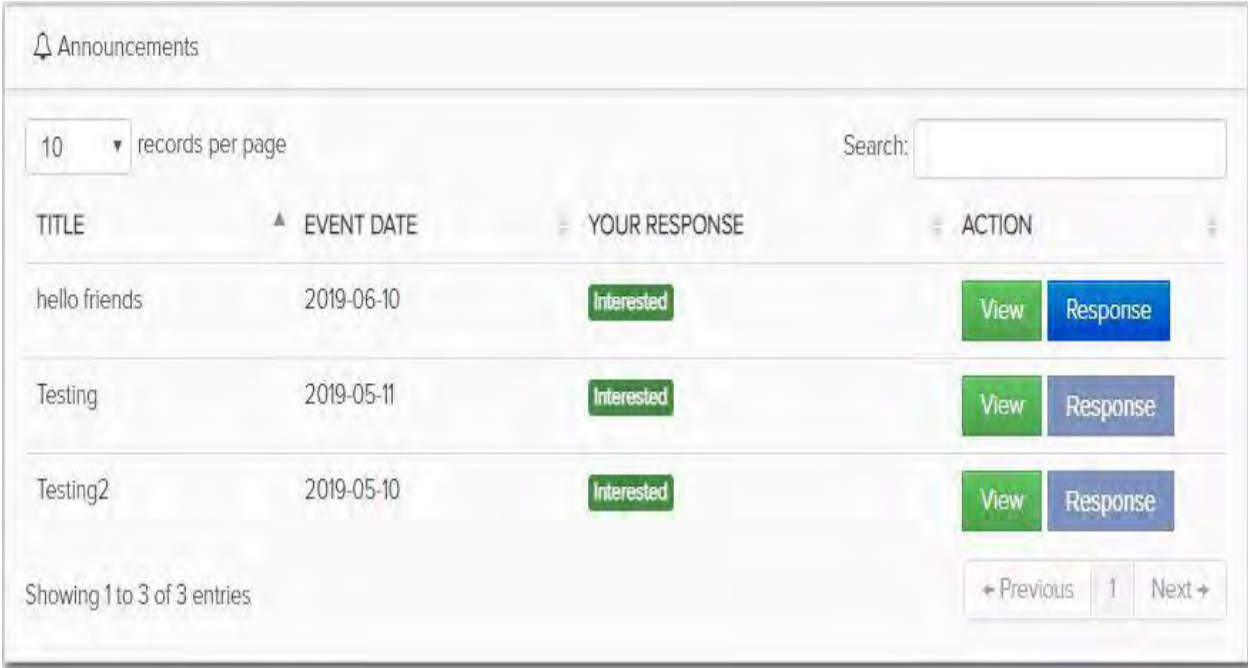 Announcements
10 records per page Search:
TITLE EVENT DATE YOUR RESPONSE ACTION
hello friends 2019-06-10 Interested View Response
Testing 2019-05-11 Interested View Response
Testing2 2019-05-10 Interested View Response
Showing 1 to 3 of 3 entries
Previous 1 Next